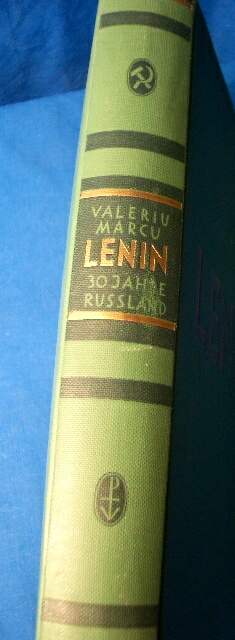 VALERIU
MARCU
LENIN
30 JAHRE
RUSSLAND